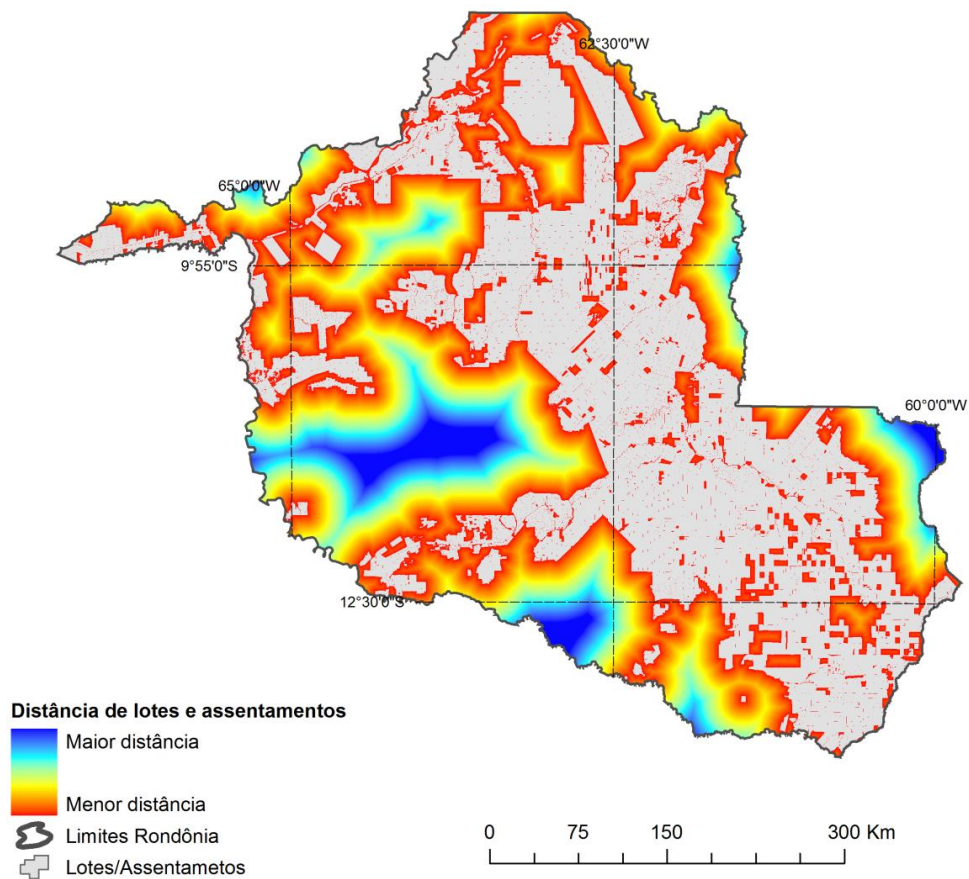 62°30'0"W
65°0'0"W
9°55'0"S
60°0'0"W
12°30'0"S
Distância de lotes e assentamentos
Maior distância
Menor distância
Limites Rondônia
Lotes/Assentametos
0 75 150 300 Km